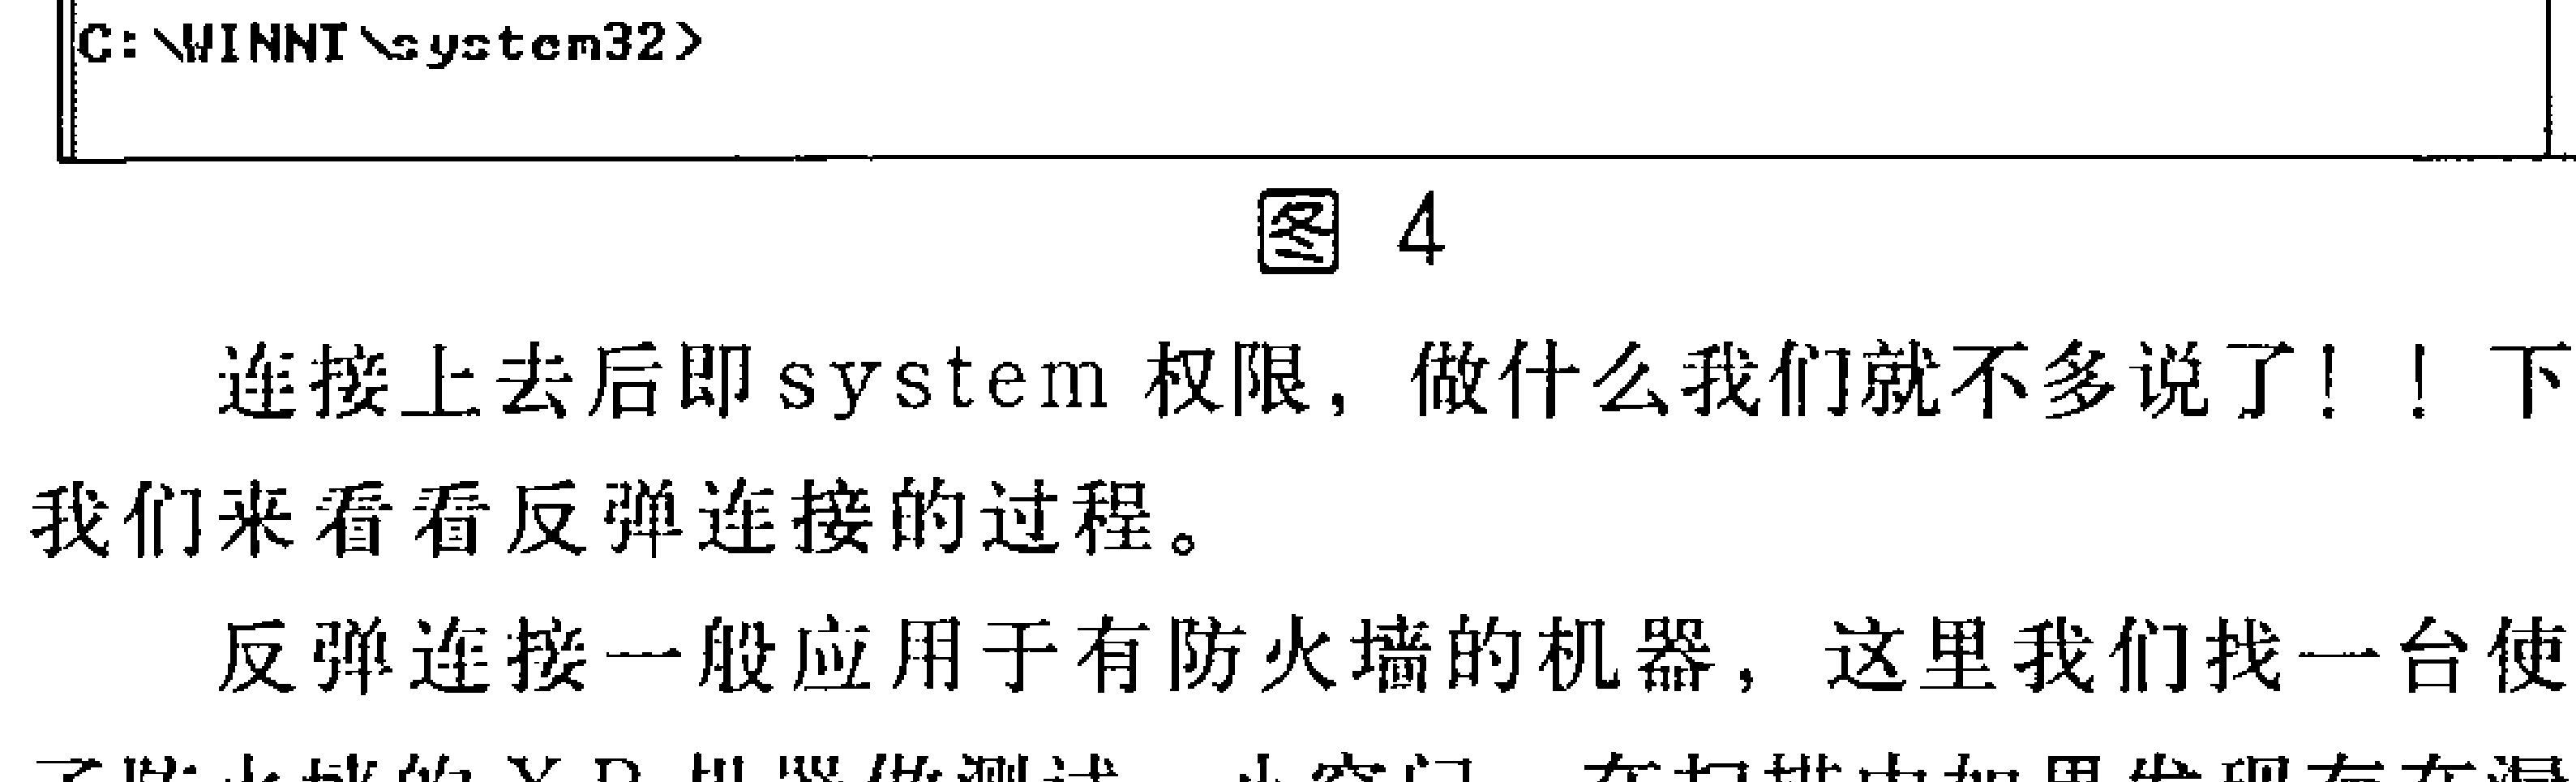 C:\WINNT\system32>
图 4
连接上去后即system 权限，做什么我们就不多说了！！下
我们来看看反弹连接的过程。
反弹连接一般应用于有防火墙的机器，这里我们找一台使